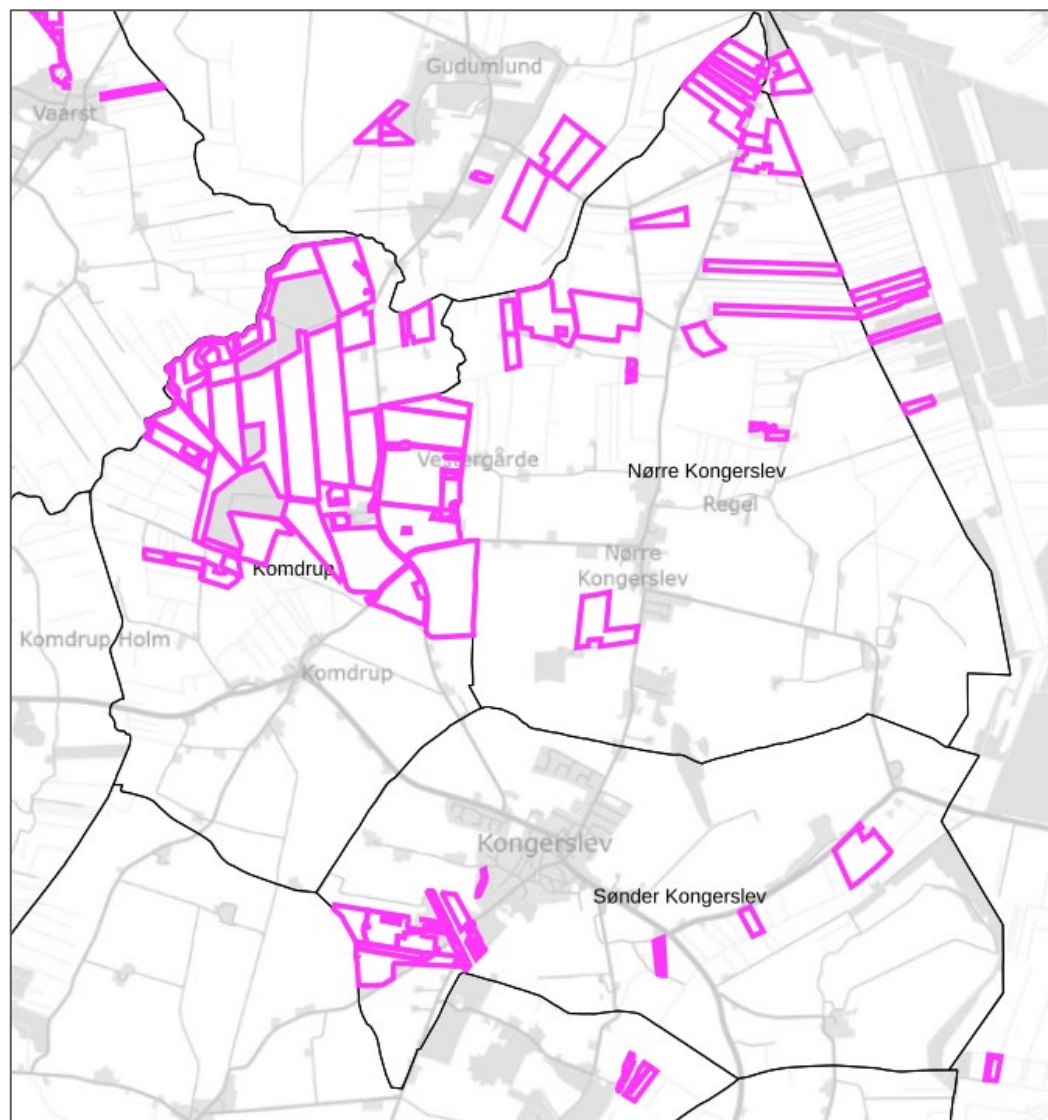 Gudumlund
Vaarst
Vestergårde
Nørre Kongerslev
Regel
Nørre
Kongerslev
Komdrup
Komdrup Holm
Komdrup
Kongerslev
Sønder Kongerslev